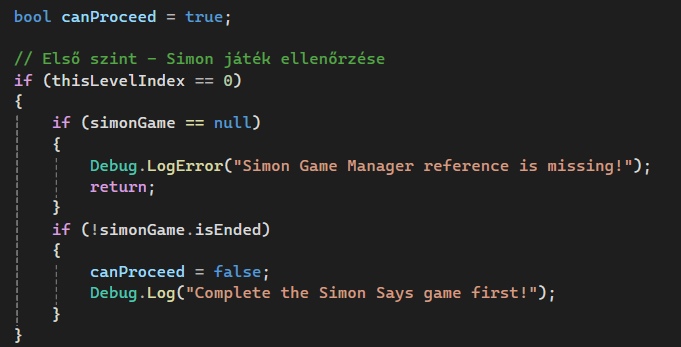 bool canProceed = true;
// Első szint - Simon játék ellenőrzése
if (thisLevelIndex == 0)
{
if (simonGame == null)
{
Debug.LogError("Simon Game Manager reference is missing!");
return;
}
if (!simonGame.isEnded)
{
canProceed = false;
Debug.Log("Complete the Simon Says game first!");
}
}